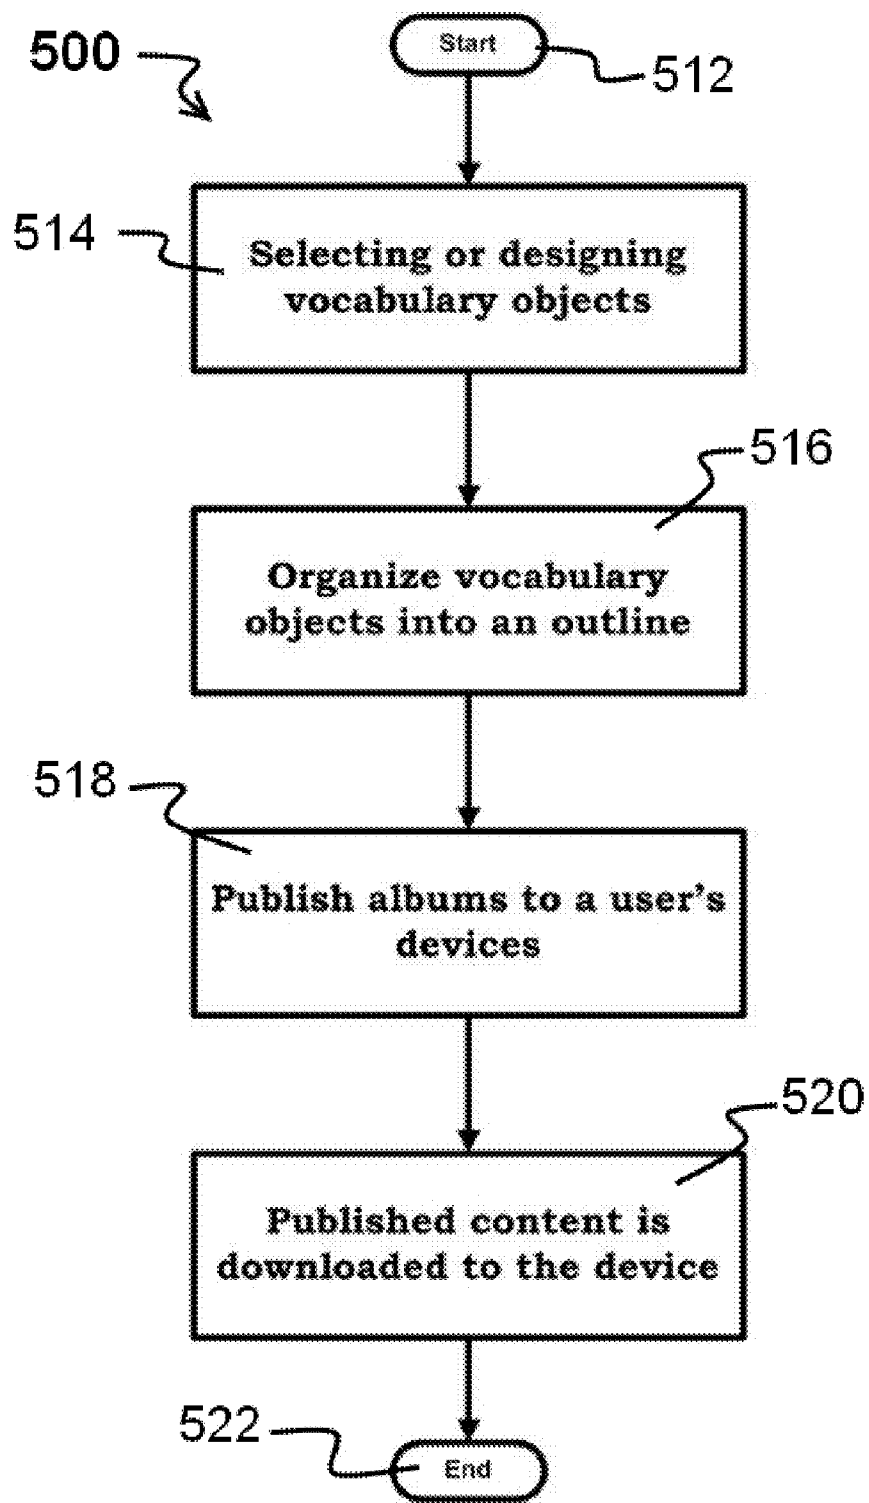 500
Start
512
514
Selecting or designing
vocabulary objects
516
Organize vocabulary
objects into an outline
518
Publish albums to a user's
devices
520
Published content is
downloaded to the device
522
End